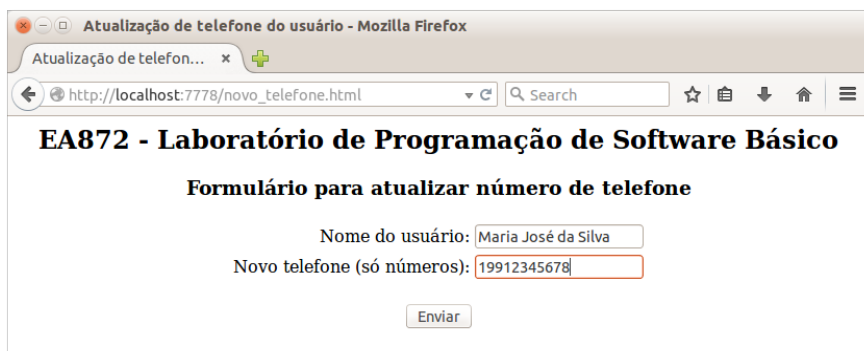 Atualização de telefone do usuário - Mozilla Firefox
Atualização de telefon...
http://localhost:7778/novo_telefone.html
Search
EA872 - Laboratório de Programação de Software Básico
Formulário para atualizar número de telefone
Nome do usuário: Maria José da Silva
Novo telefone (só números): 19912345678
Enviar